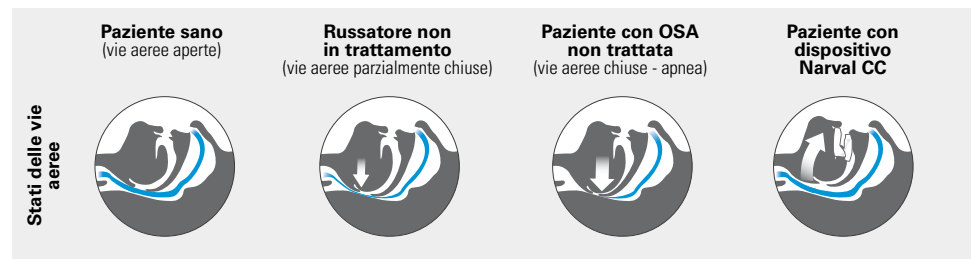 Paziente sano
(vie aeree aperte)
Russatore non
in trattamento
(vie aeree parzialmente chiuse)
Paziente con OSA
non trattata
(vie aeree chiuse - apnea)
Paziente con
dispositivo
Narval CC
Stati delle vie
aeree